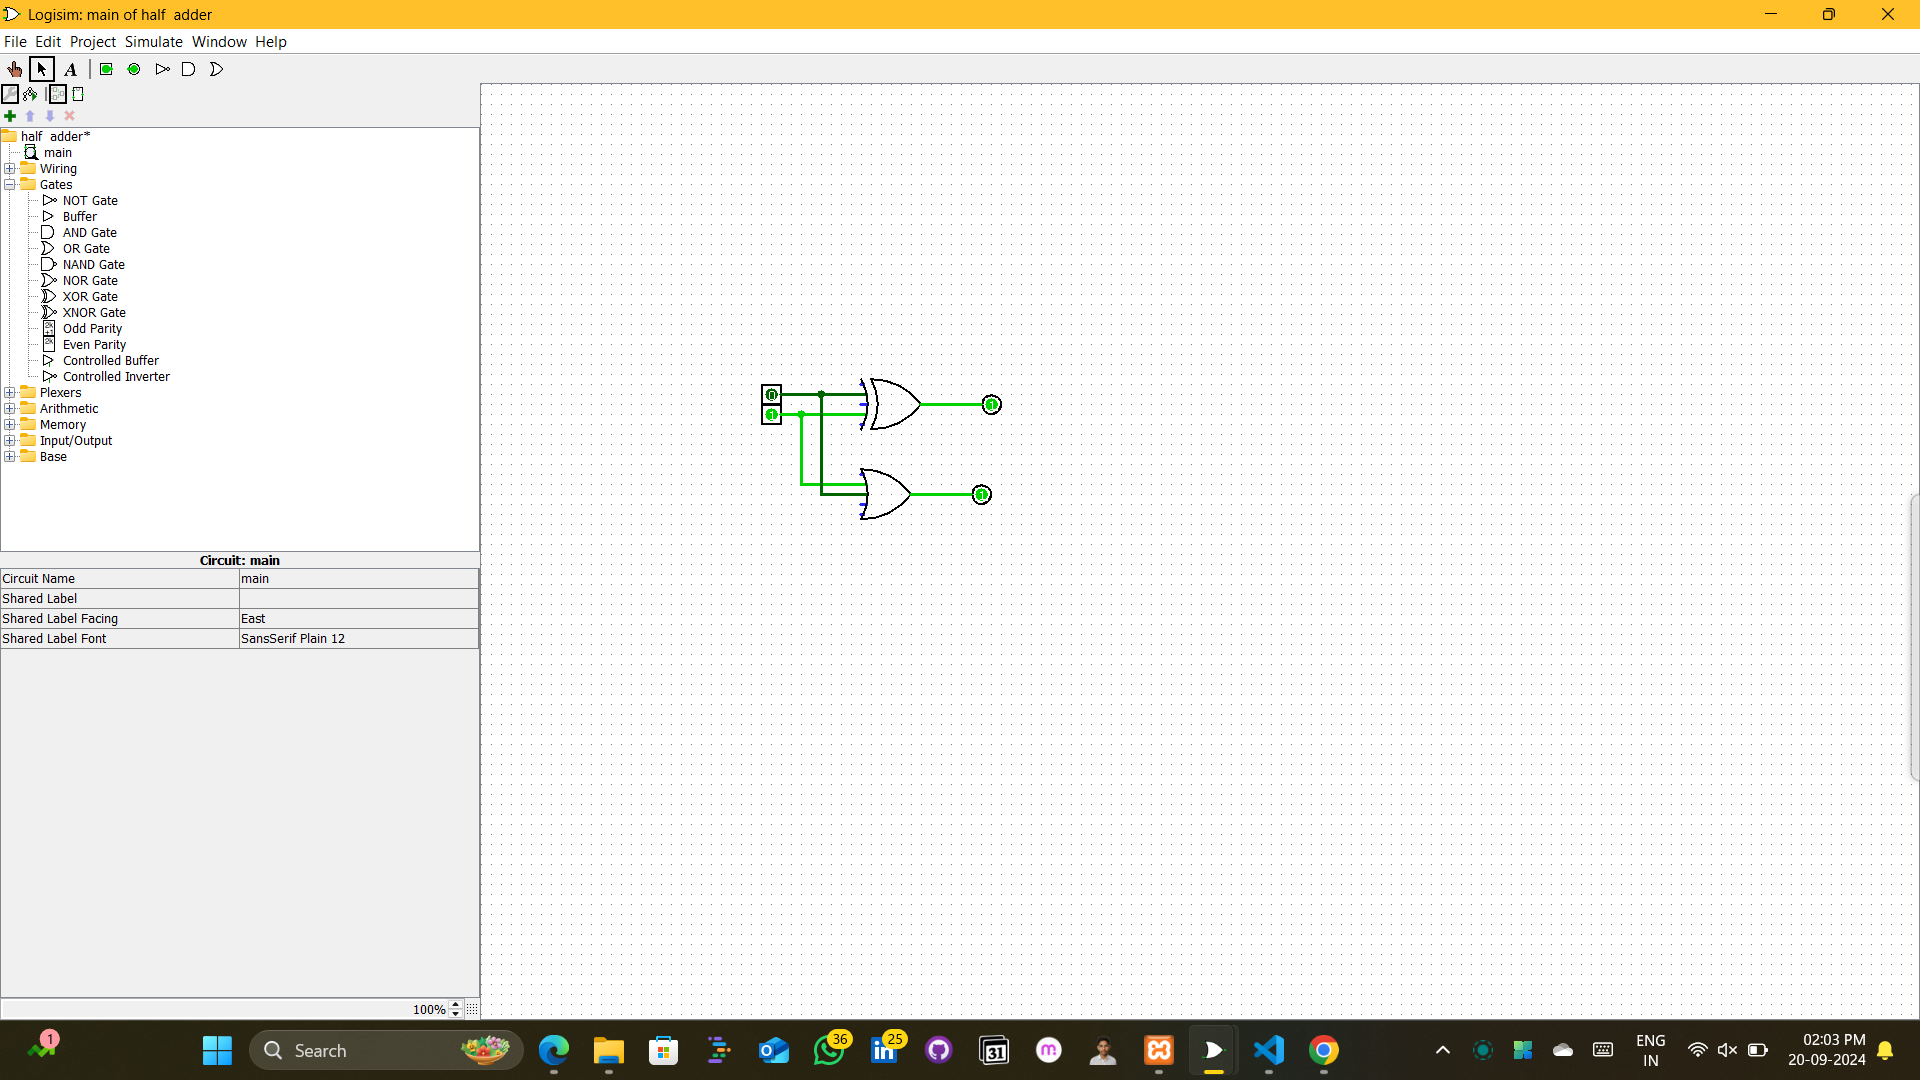 Logisim: main of half  adder
File Edit Project Simulate Window Help
A
half  adder*
main
Wiring
Gates
NOT Gate
Buffer
AND Gate
OR Gate
NAND Gate
NOR Gate
XOR Gate
XNOR Gate
2k+1 Odd Parity
2k Even Parity
Controlled Buffer
Controlled Inverter
Plexers
Arithmetic
Memory
Input/Output
Base
0
1
1
1
Circuit: main
Circuit Name main
Shared Label
Shared Label Facing East
Shared Label Font SansSerif Plain 12
100%
1
Search
36
25
31
m
ENG
IN
02:03 PM
20-09-2024